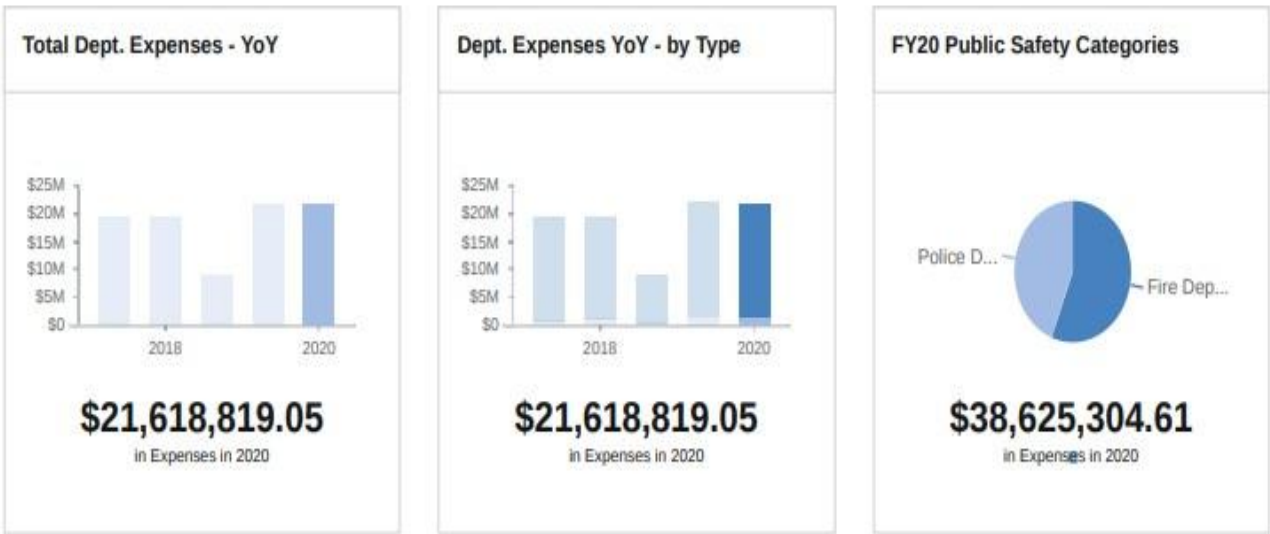 Total Dept. Expenses - YoY
$25M
$20M
$15M
$10M
$5M
$0
2018
2020
$21,618,819.05
in Expenses in 2020
Dept. Expenses YoY - by Type
$25M
$20M
$15M
$10M
$5M
$0
2018
2020
$21,618,819.05
in Expenses in 2020
FY20 Public Safety Categories
Police D...
Fire Dep...
$38,625,304.61
in Expenses in 2020